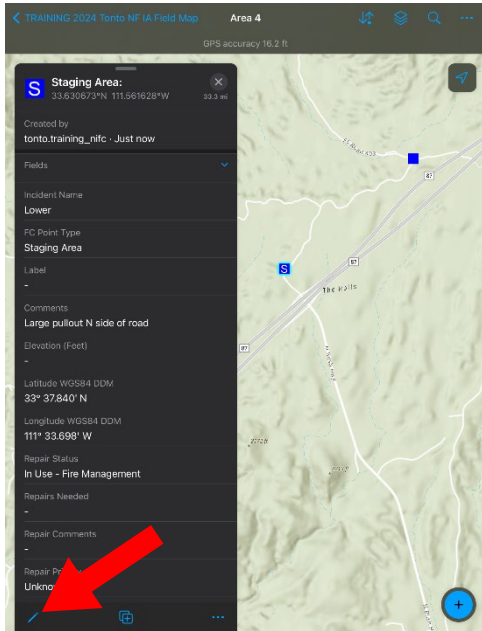 TRAINING 2024 Tonto NF IA Field Map
Area 4
GPS accuracy 16.2 ft
S
Staging Area:
33.630673°N 111.561628°W
33.3 mi
Created by
tonto.training_nifc · Just now
Fields
Incident Name
Lower
FC Point Type
Staging Area
Label
-
Comments
Large pullout N side of road
Elevation (Feet)
-
Latitude WGS84 DDM
33° 37.840' N
Longitude WGS84 DDM
111° 33.698' W
Repair Status
In Use - Fire Management
Repairs Needed
-
Repair Comments
-
Repair
87
S
87
The Rolls
87